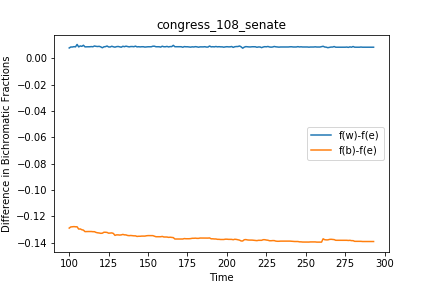 congress_108_senate
Difference in Bichromatic Fractions
0.00
−0.02
−0.04
−0.06
−0.08
−0.10
−0.12
−0.14
f(w)-f(e)
f(b)-f(e)
100 125 150 175 200 225 250 275 300
Time